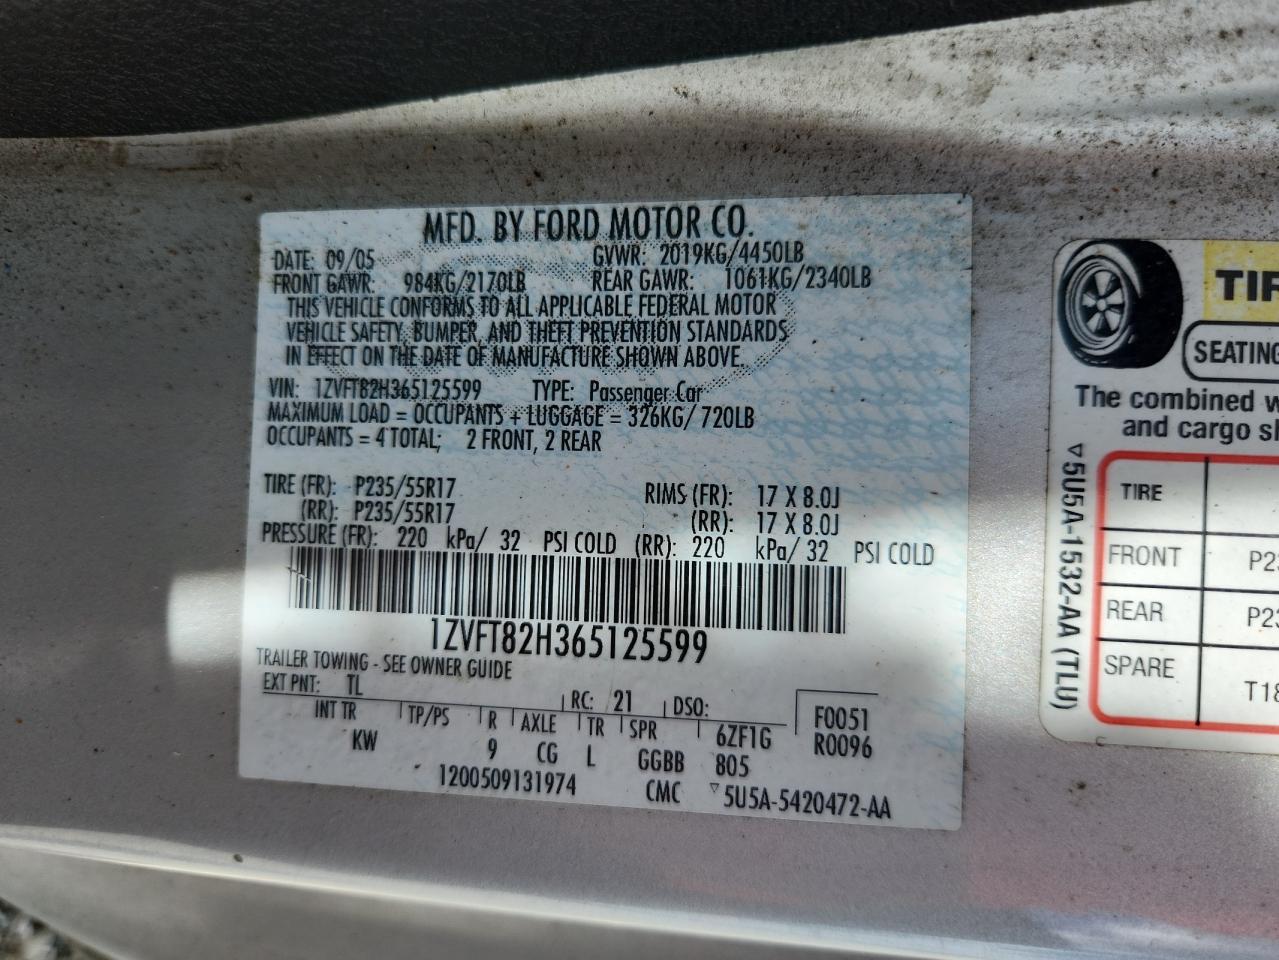 MFD. BY FORD MOTOR CO.
DATE: 09/05 GVWR: 2019KG/4450LB
FRONT GAWR: 984KG/2170LB REAR GAWR: 1061KG/2340LB
THIS VEHICLE CONFORMS TO ALL APPLICABLE FEDERAL MOTOR
VEHICLE SAFETY, BUMPER, AND THEFT PREVENTION STANDARDS
IN EFFECT ON THE DATE OF MANUFACTURE SHOWN ABOVE.
VIN: 1ZVFT82H365125599 TYPE: Passenger Car
MAXIMUM LOAD = OCCUPANTS + LUGGAGE = 326KG/ 720LB
OCCUPANTS = 4 TOTAL; 2 FRONT, 2 REAR
TIRE (FR): P235/55R17 RIMS (FR): 17 X 8.0J
(RR): P235/55R17 (RR): 17 X 8.0J
PRESSURE (FR): 220 kPa/ 32 PSI COLD (RR): 220 kPa/ 32 PSI COLD
1ZVFT82H365125599
TRAILER TOWING - SEE OWNER GUIDE
EXT PNT: TL RC: 21 DSO: F0051
INT TR TP/PS R AXLE TR SPR 6ZF1G R0096
KW 9 CG L GGBB 805
1200509131974 CMC ▽5U5A-5420472-AA
TIR
SEATING
The combined w
and cargo sh
TIRE
FRONT P23
REAR P23
SPARE T18
▽5U5A-1532-AA (TLU)